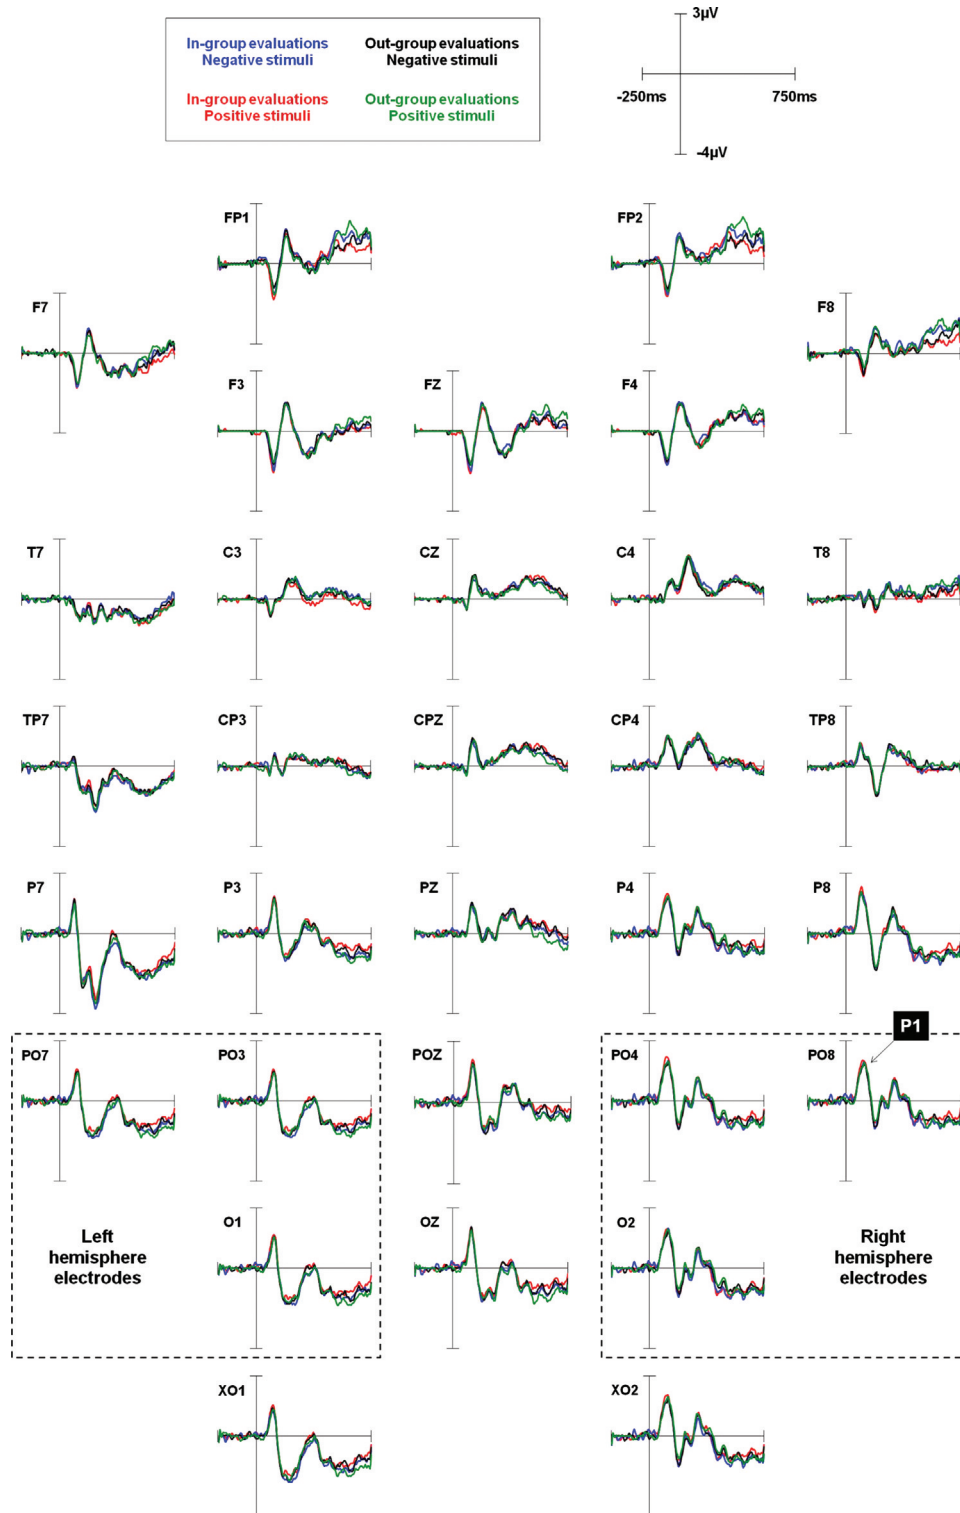 In-group evaluations
Negative stimuli
Out-group evaluations
Negative stimuli
In-group evaluations
Positive stimuli
Out-group evaluations
Positive stimuli
3µV
-250ms
750ms
-4µV
FP1
FP2
F7
F8
F3
FZ
F4
T7
C3
CZ
C4
T8
TP7
CP3
CPZ
CP4
TP8
P7
P3
PZ
P4
P8
P1
PO7
PO3
POZ
PO4
PO8
O1
OZ
O2
Left
hemisphere
electrodes
Right
hemisphere
electrodes
XO1
XO2